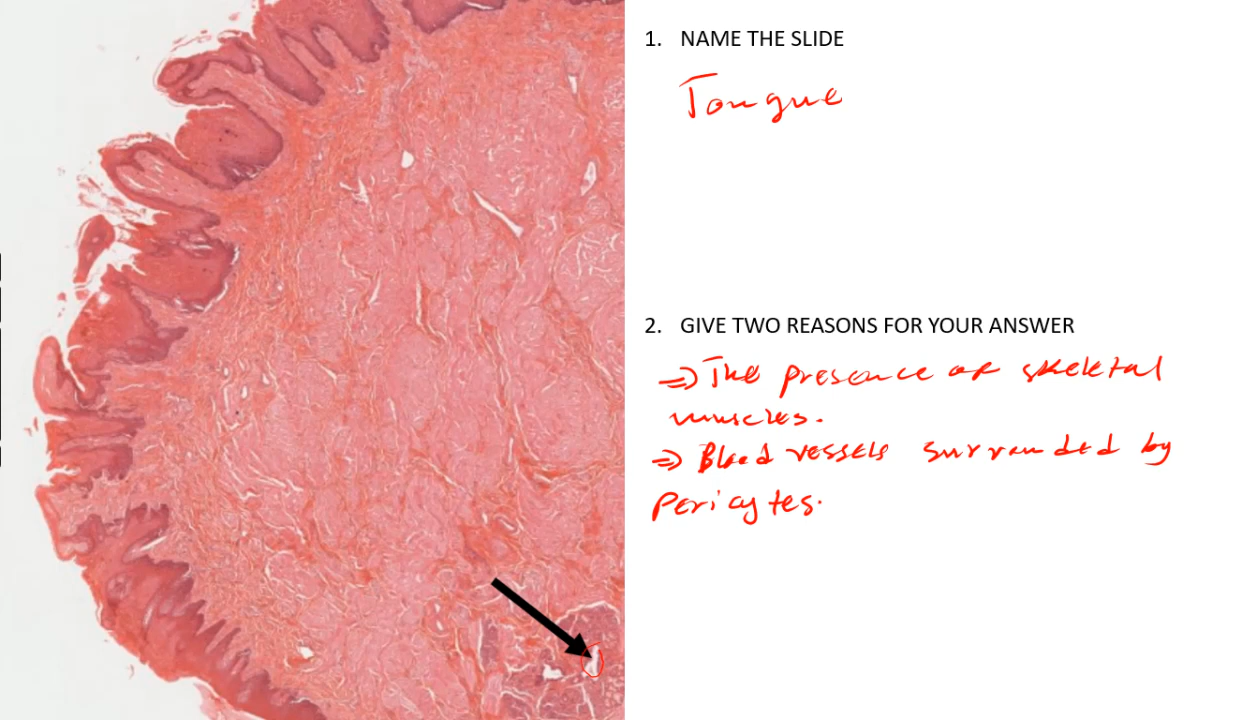 1. NAME THE SLIDE
Tongue
2. GIVE TWO REASONS FOR YOUR ANSWER
⇒ The presence of skeletal
muscles.
⇒ Blood vessels surrounded by
Pericytes.